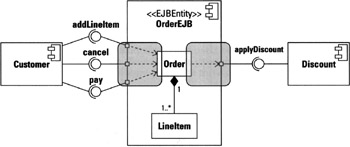 <<EJBEntity>>
OrderEJB
addLineItem
Customer
cancel
Order
applyDiscount
Discount
pay
1
1..*
LineItem